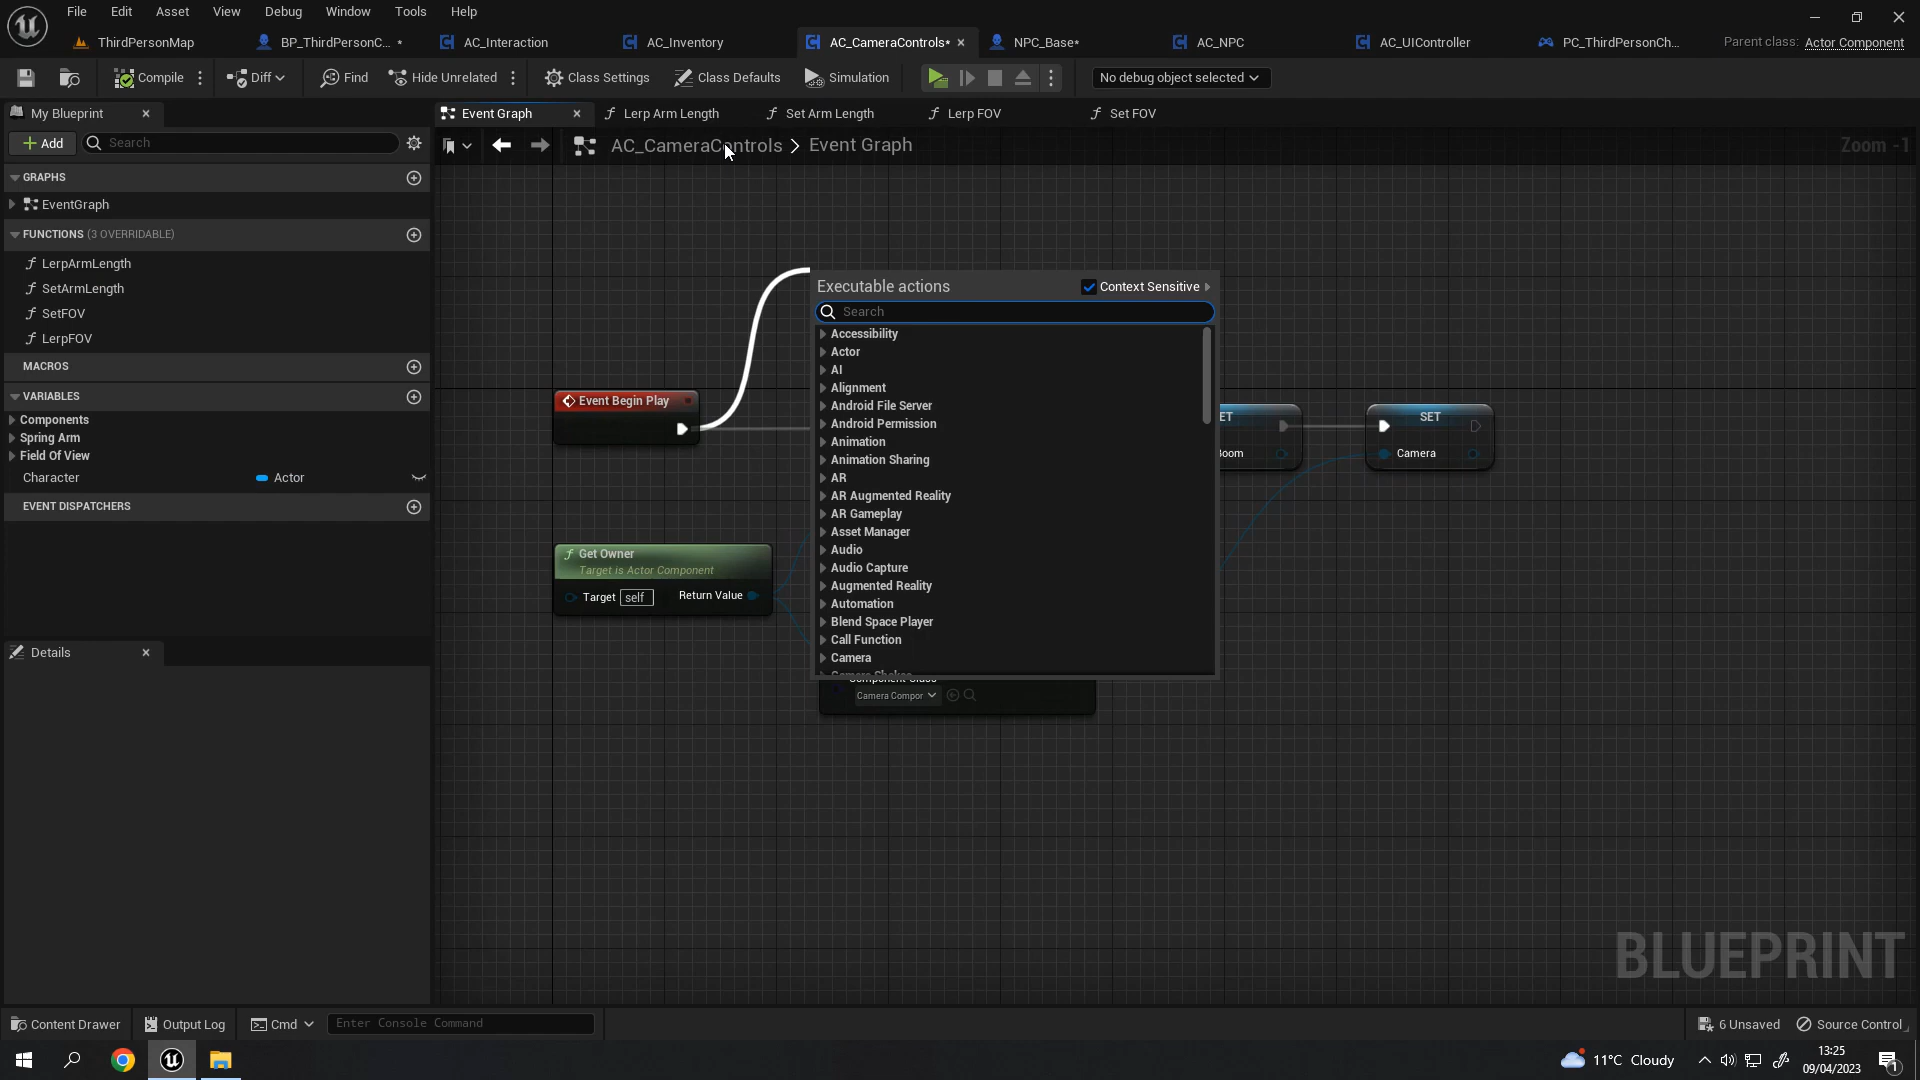 File Edit Asset View Debug Window Tools Help
ThirdPersonMap BP_ThirdPersonC... * AC_Interaction AC_Inventory AC_CameraControls* NPC_Base* AC_NPC AC_UIController PC_ThirdPersonCh... Parent class: Actor Component
Compile Diff Find Hide Unrelated Class Settings Class Defaults Simulation No debug object selected
My Blueprint Event Graph Lerp Arm Length Set Arm Length Lerp FOV Set FOV
Add Search AC_CameraControls > Event Graph Zoom -1
GRAPHS
EventGraph
FUNCTIONS (3 OVERRIDABLE)
LerpArmLength
SetArmLength
SetFOV
LerpFOV
MACROS
VARIABLES
Components
Spring Arm
Field Of View
Character Actor
EVENT DISPATCHERS
Details
Event Begin Play
Get Owner
Target is Actor Component
Target self Return Value
Executable actions Context Sensitive
Search
Accessibility
Actor
AI
Alignment
Android File Server
Android Permission
Animation
Animation Sharing
AR
AR Augmented Reality
AR Gameplay
Asset Manager
Audio
Audio Capture
Augmented Reality
Automation
Blend Space Player
Call Function
Camera
Camera Compor
ET
Boom
SET
Camera
BLUEPRINT
Content Drawer Output Log Cmd Enter Console Command 6 Unsaved Source Control
11°C Cloudy 13:25
09/04/2023 1